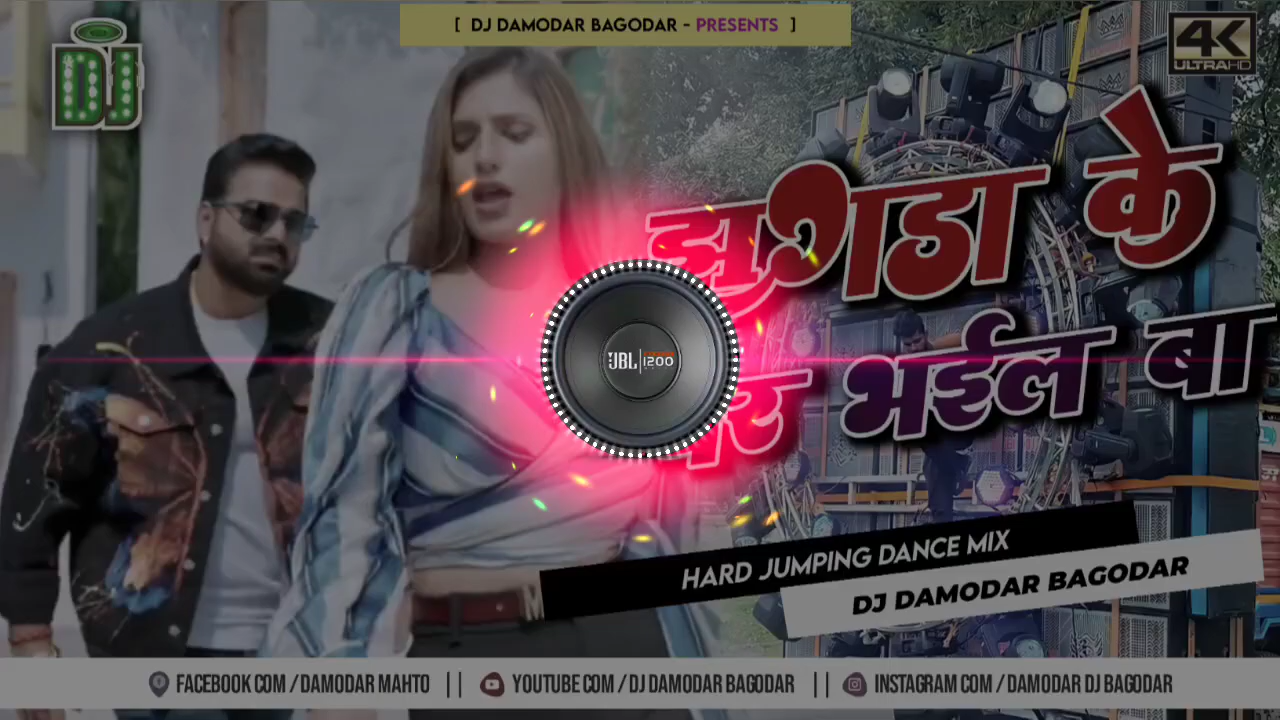 [ DJ DAMODAR BAGODAR - PRESENTS ]
DJ
4K
ULTRAHD
झगडा के
भईल बा
JBL 1200
HARD JUMPING DANCE MIX
DJ DAMODAR BAGODAR
FACEBOOK COM / DAMODAR MAHTO || YOUTUBE COM / DJ DAMODAR BAGODAR || INSTAGRAM COM / DAMODAR DJ BAGODAR